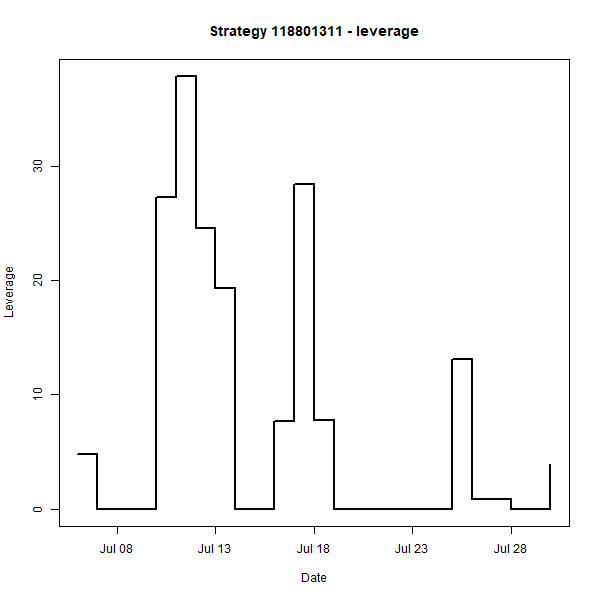 Strategy 118801311 - leverage
Leverage
30
20
10
0
Jul 08
Jul 13
Jul 18
Jul 23
Jul 28
Date